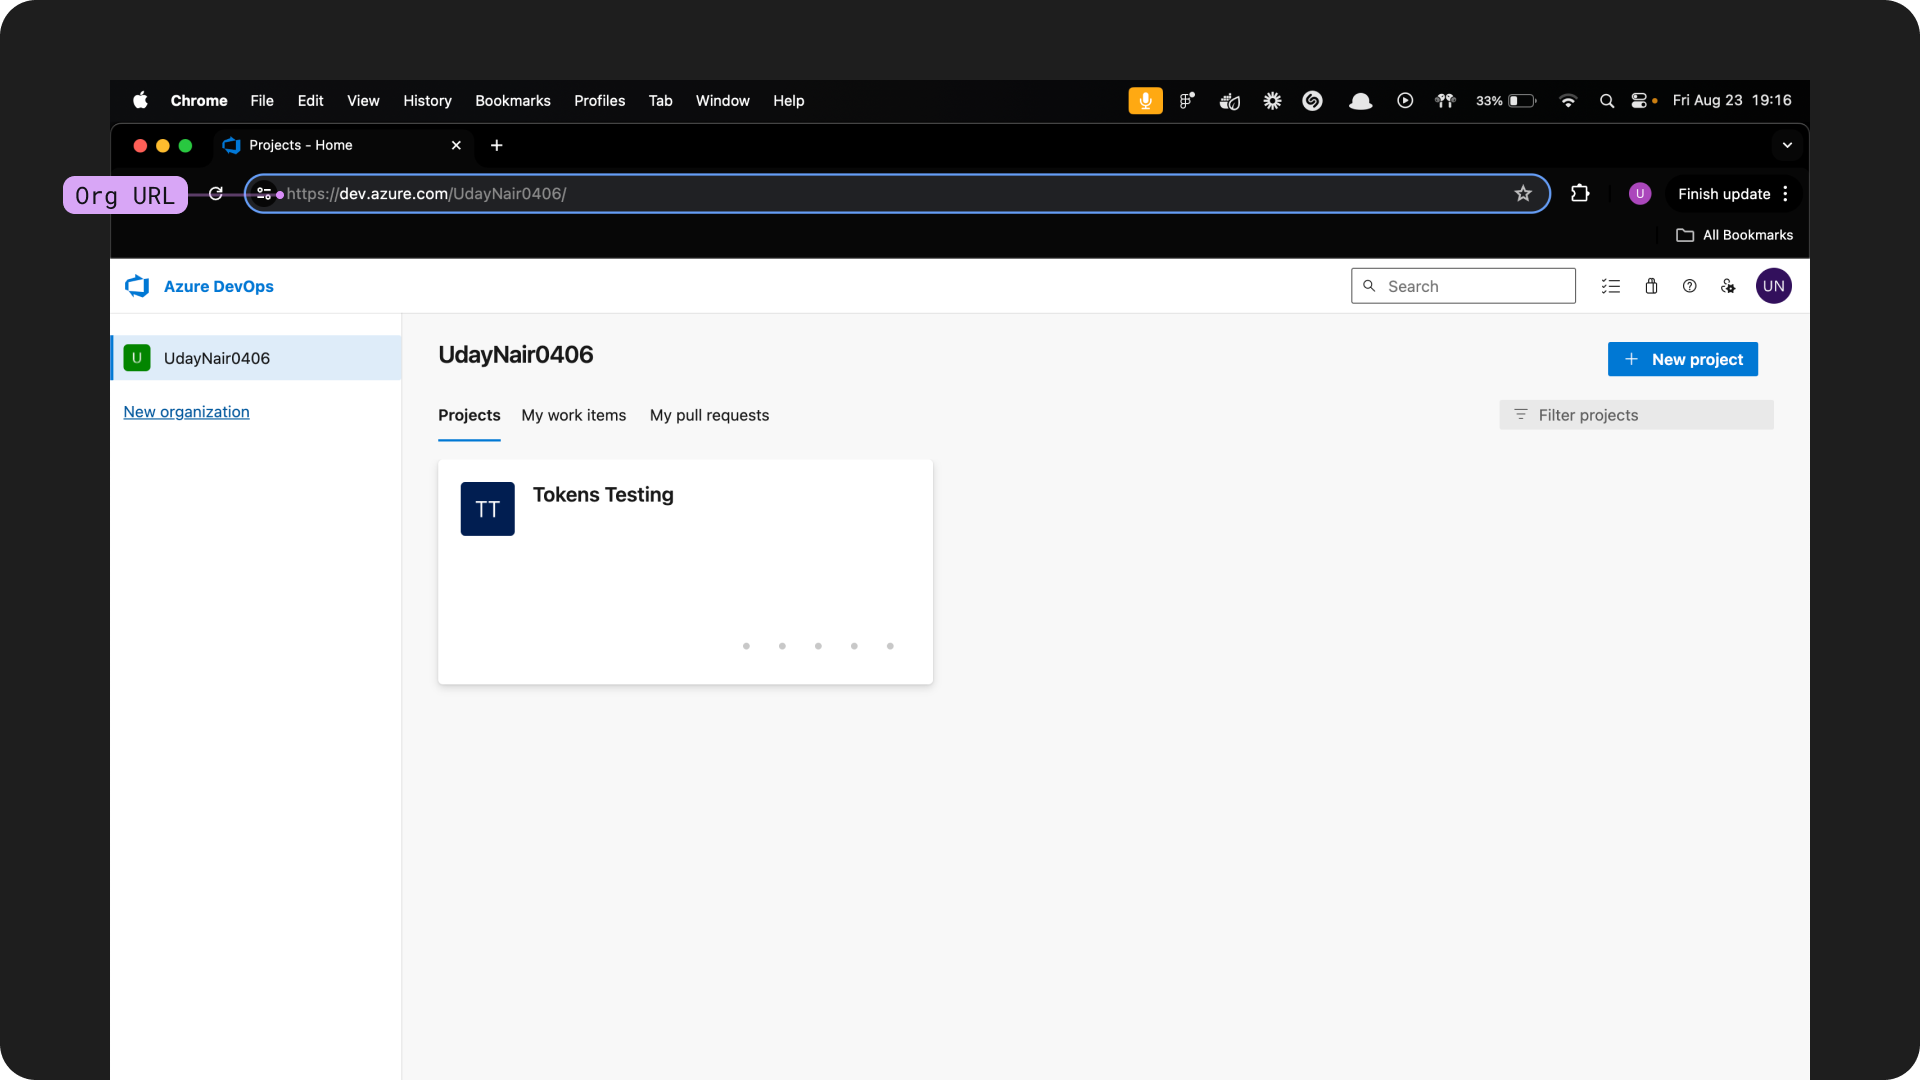 Chrome File Edit View History Bookmarks Profiles Tab Window Help 33% Fri Aug 23 19:16
Projects - Home
Org URL
https://dev.azure.com/UdayNair0406/
U
Finish update
All Bookmarks
Azure DevOps
Search
UN
U
UdayNair0406
New organization
UdayNair0406
New project
Projects My work items My pull requests
Filter projects
TT
Tokens Testing